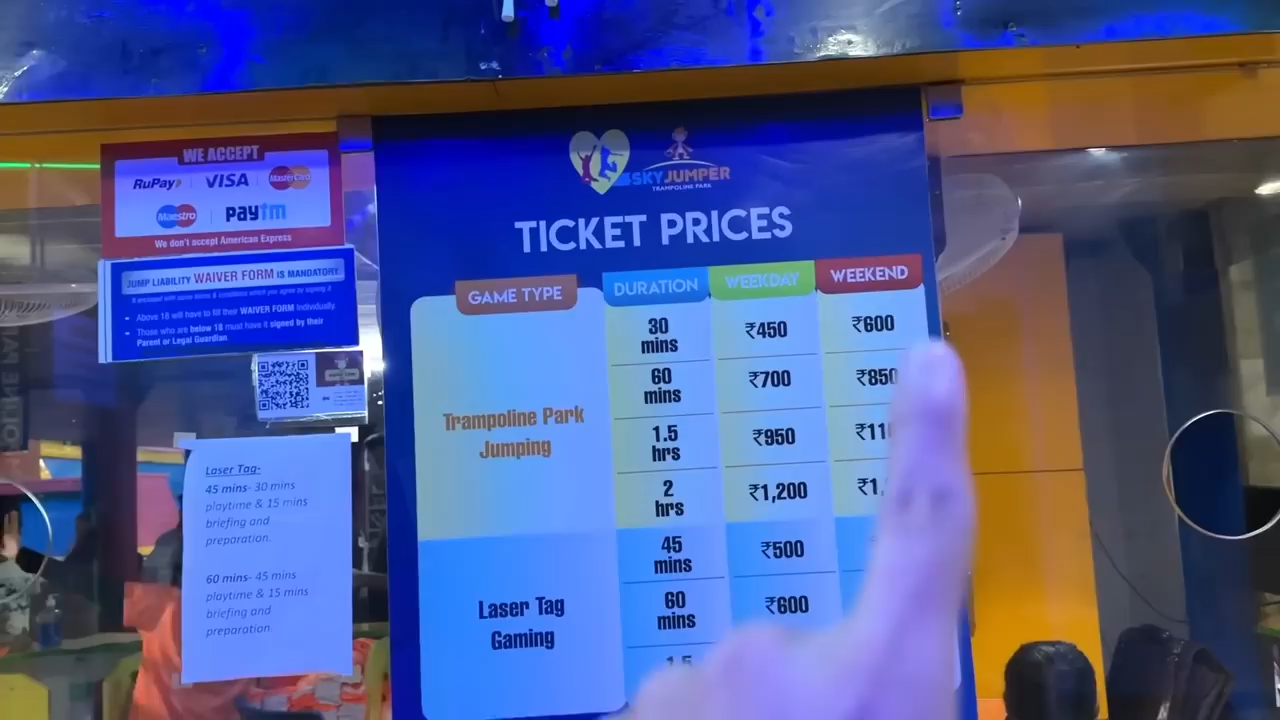 WE ACCEPT
RuPay VISA MasterCard
Maestro paytm
We don't accept American Express
JUMP LIABILITY WAIVER FORM IS MANDATORY
- Above 18 will have to fill their WAIVER FORM Individually.
- Those who are below 18 must have it signed by their
Parent or Legal Guardian
Laser Tag-
45 mins- 30 mins
playtime & 15 mins
briefing and
preparation.
60 mins- 45 mins
playtime & 15 mins
briefing and
preparation.
SKYJUMPER
TRAMPOLINE PARK
TICKET PRICES
GAME TYPE DURATION WEEKDAY WEEKEND
Trampoline Park
Jumping
30
mins ₹450 ₹600
60
mins ₹700 ₹850
1.5
hrs ₹950
2
hrs ₹1,200
Laser Tag
Gaming
45
mins ₹500
60
mins ₹600
1.5